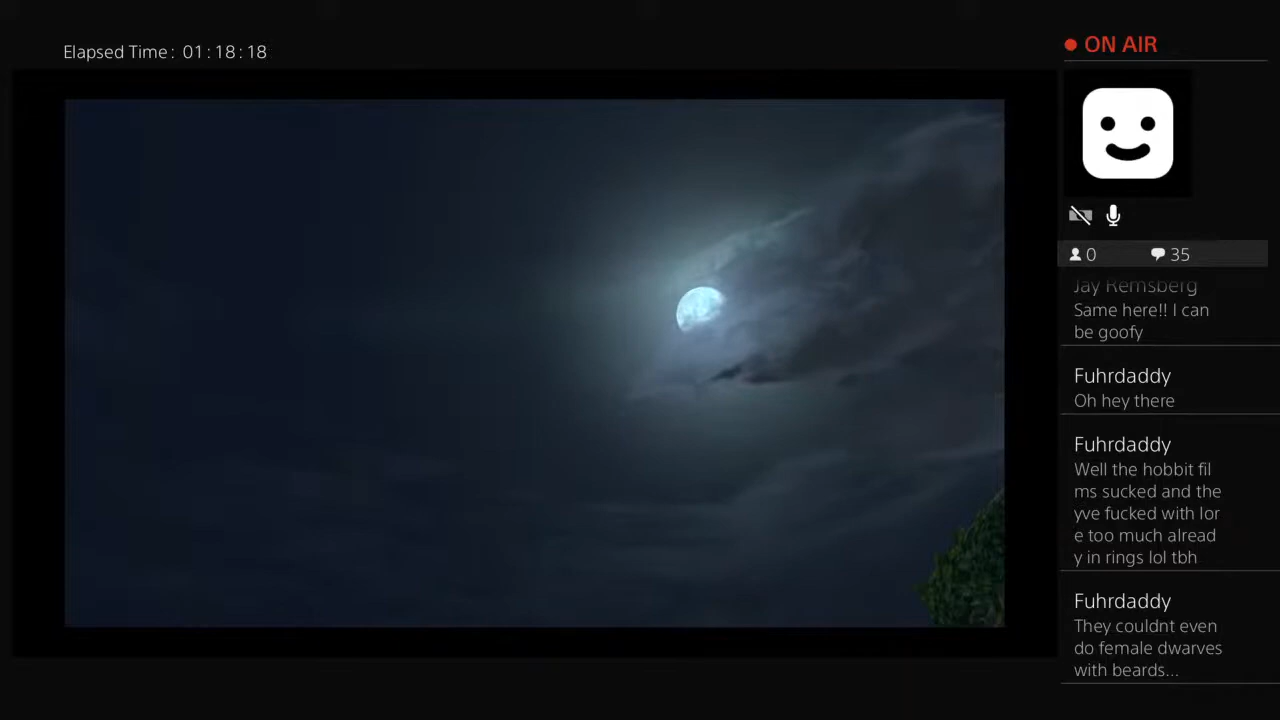 Elapsed Time: 01:18:18
ON AIR
0 35
Jay Remsberg
Same here!! I can
be goofy
Fuhrdaddy
Oh hey there
Fuhrdaddy
Well the hobbit fil
ms sucked and the
yve fucked with lor
e too much alread
y in rings lol tbh
Fuhrdaddy
They couldnt even
do female dwarves
with beards...